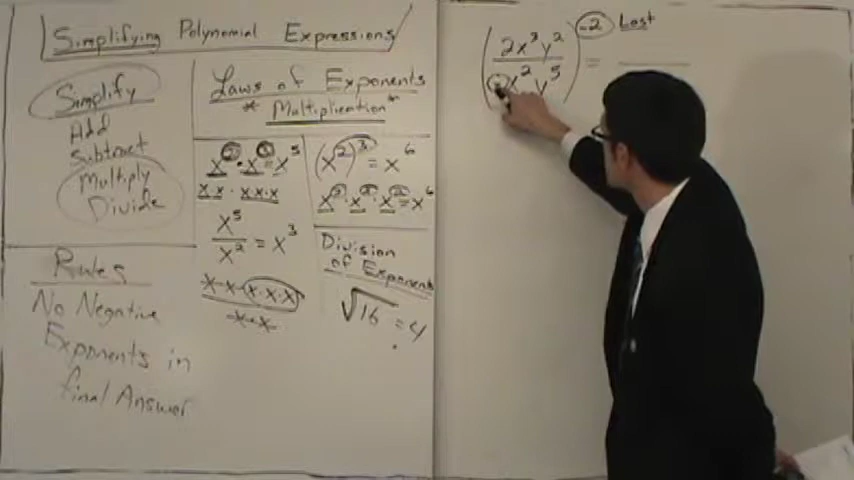 Simplifying Polynomial Expressions
Simplify
Add
Subtract
Multiply
Divide
Laws of Exponents
* Multiplication *
x² · x³ = x⁵
x x · x x x
x⁵/x² = x³
x · x · x · x · x
x · x
(x²)³ = x⁶
x² · x² · x² = x⁶
Division
of Exponents
√16 = 4
Rules
No Negative
Exponents in
final Answer
(2x³y² / x²y⁵)⁻² Last